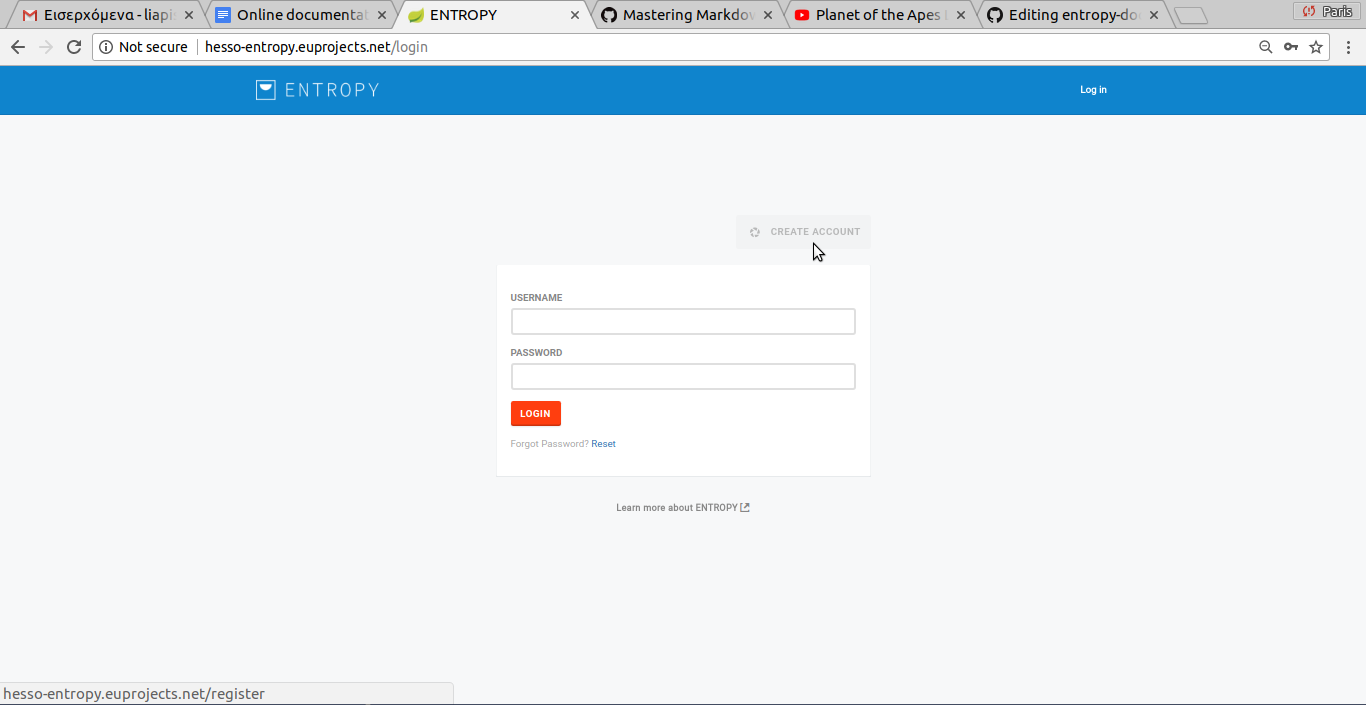 Εισερχόμενα - liapis
Online documentat
ENTROPY
Mastering Markdow
Planet of the Apes
Editing entropy-do
Paris
Not secure
hesso-entropy.euprojects.net/login
ENTROPY
Log in
CREATE ACCOUNT
USERNAME
PASSWORD
LOGIN
Forgot Password? Reset
Learn more about ENTROPY
hesso-entropy.euprojects.net/register